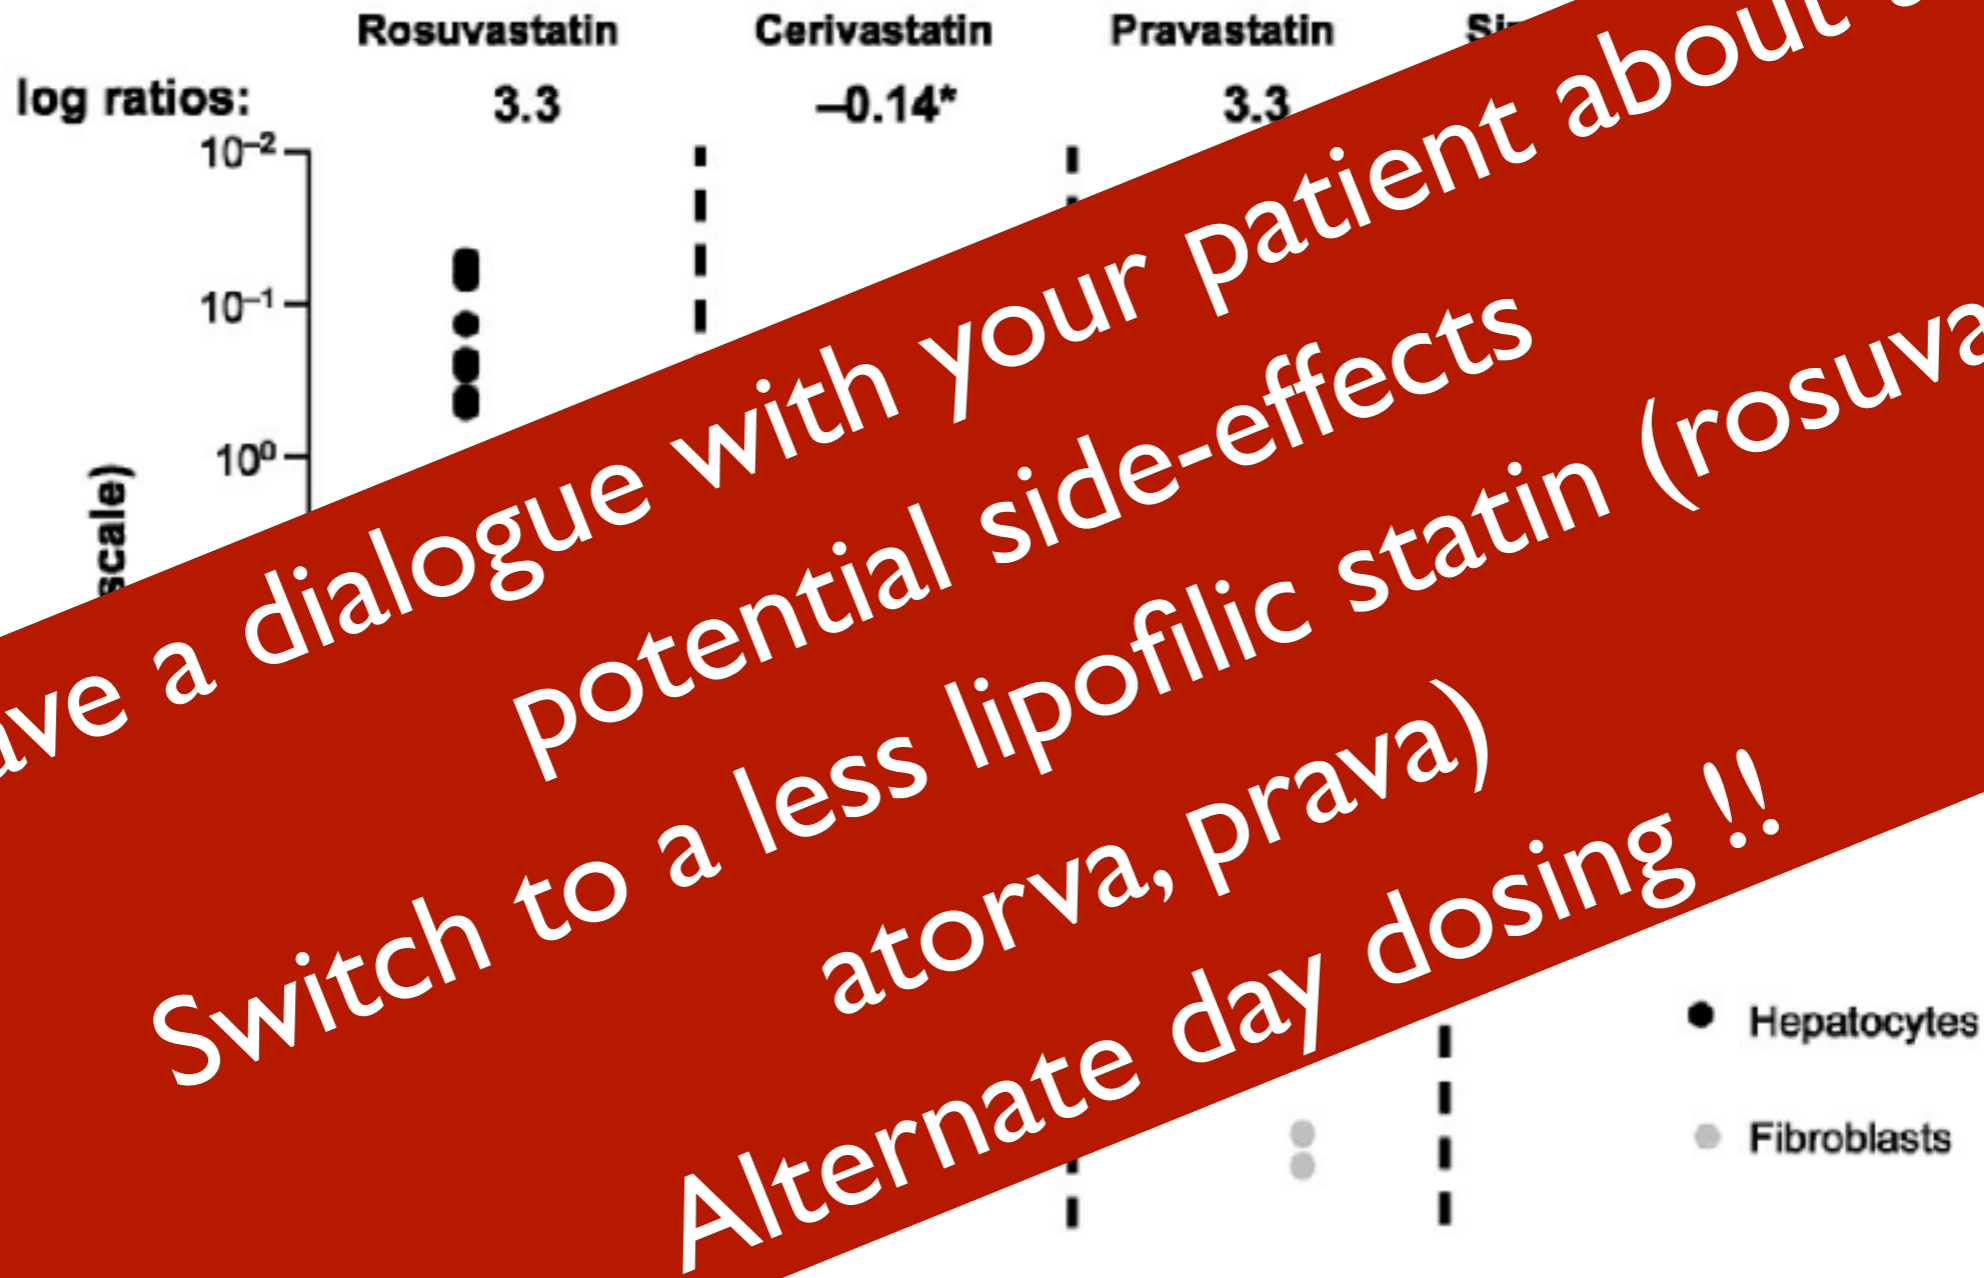 Rosuvastatin Cerivastatin Pravastatin
log ratios: 3.3 –0.14* 3.3
10⁻²
10⁻¹
10⁰
scale)
a dialogue with your patient about
potential side-effects
Switch to a less lipofilic statin (rosuva
atorva, prava)
Alternate day dosing !!
Hepatocytes
Fibroblasts